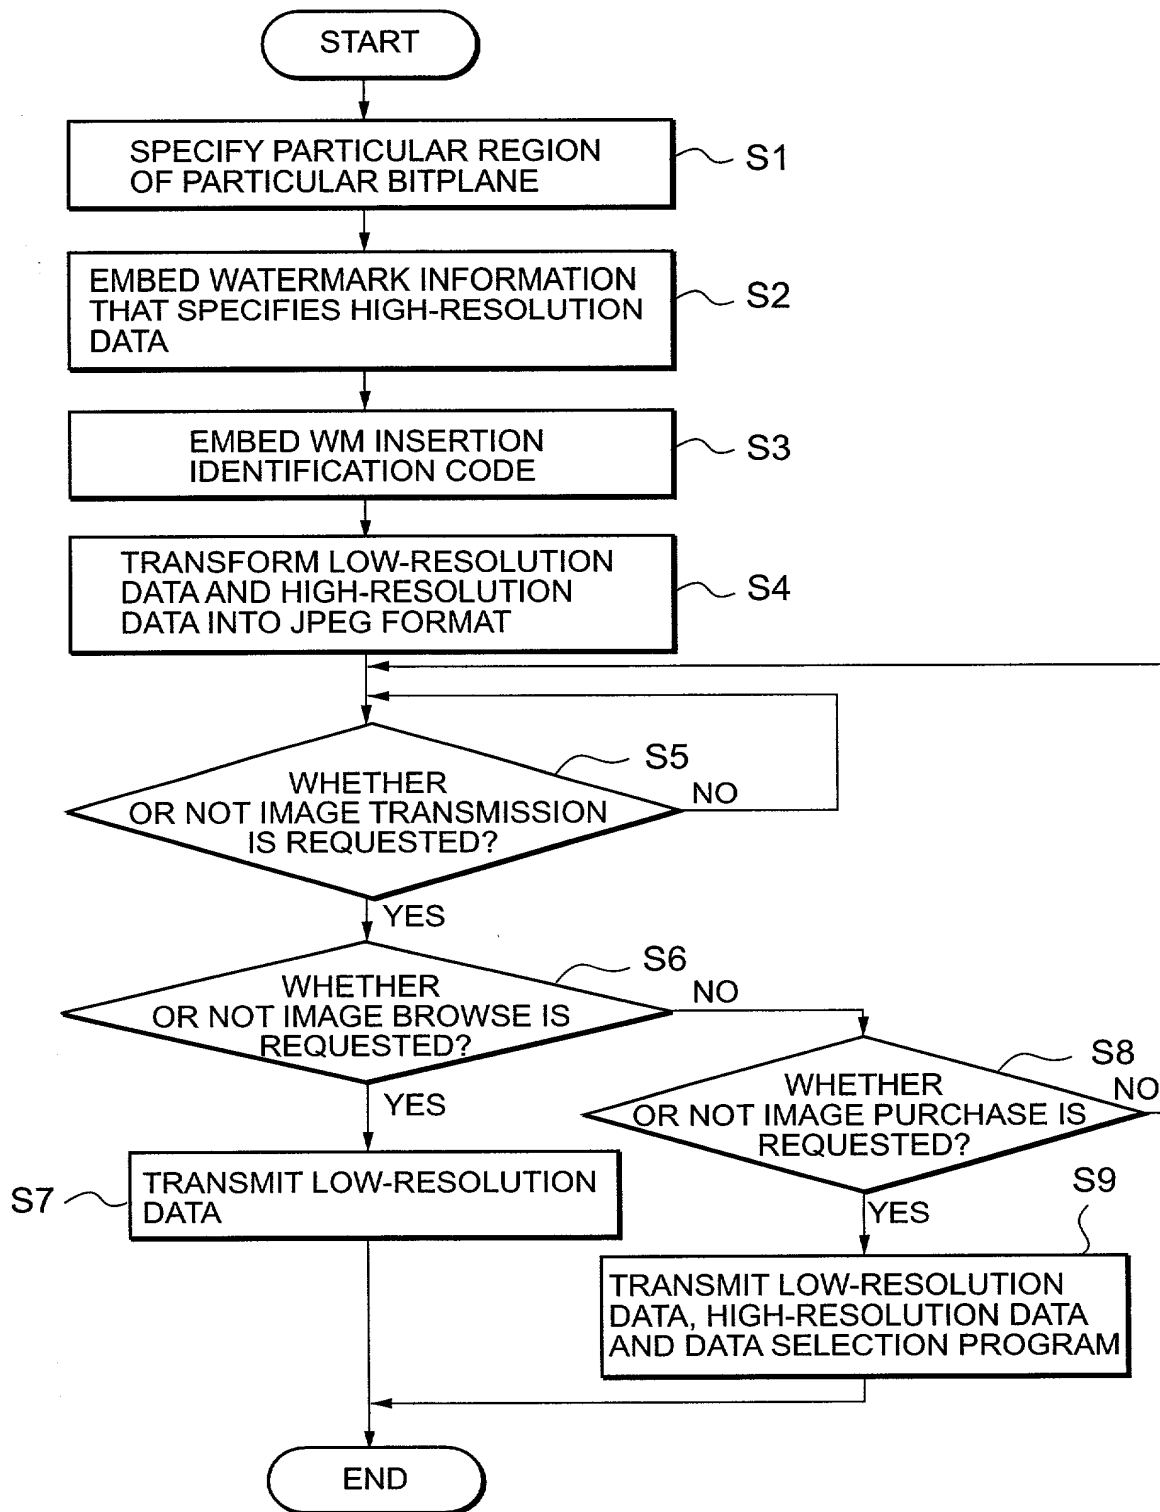 START
SPECIFY PARTICULAR REGION
OF PARTICULAR BITPLANE
S1
EMBED WATERMARK INFORMATION
THAT SPECIFIES HIGH-RESOLUTION
DATA
S2
EMBED WM INSERTION
IDENTIFICATION CODE
S3
TRANSFORM LOW-RESOLUTION
DATA AND HIGH-RESOLUTION
DATA INTO JPEG FORMAT
S4
WHETHER
OR NOT IMAGE TRANSMISSION
IS REQUESTED?
S5
NO
YES
WHETHER
OR NOT IMAGE BROWSE IS
REQUESTED?
S6
NO
YES
WHETHER
OR NOT IMAGE PURCHASE IS
REQUESTED?
S8
NO
YES
S7
TRANSMIT LOW-RESOLUTION
DATA
S9
TRANSMIT LOW-RESOLUTION
DATA, HIGH-RESOLUTION DATA
AND DATA SELECTION PROGRAM
END